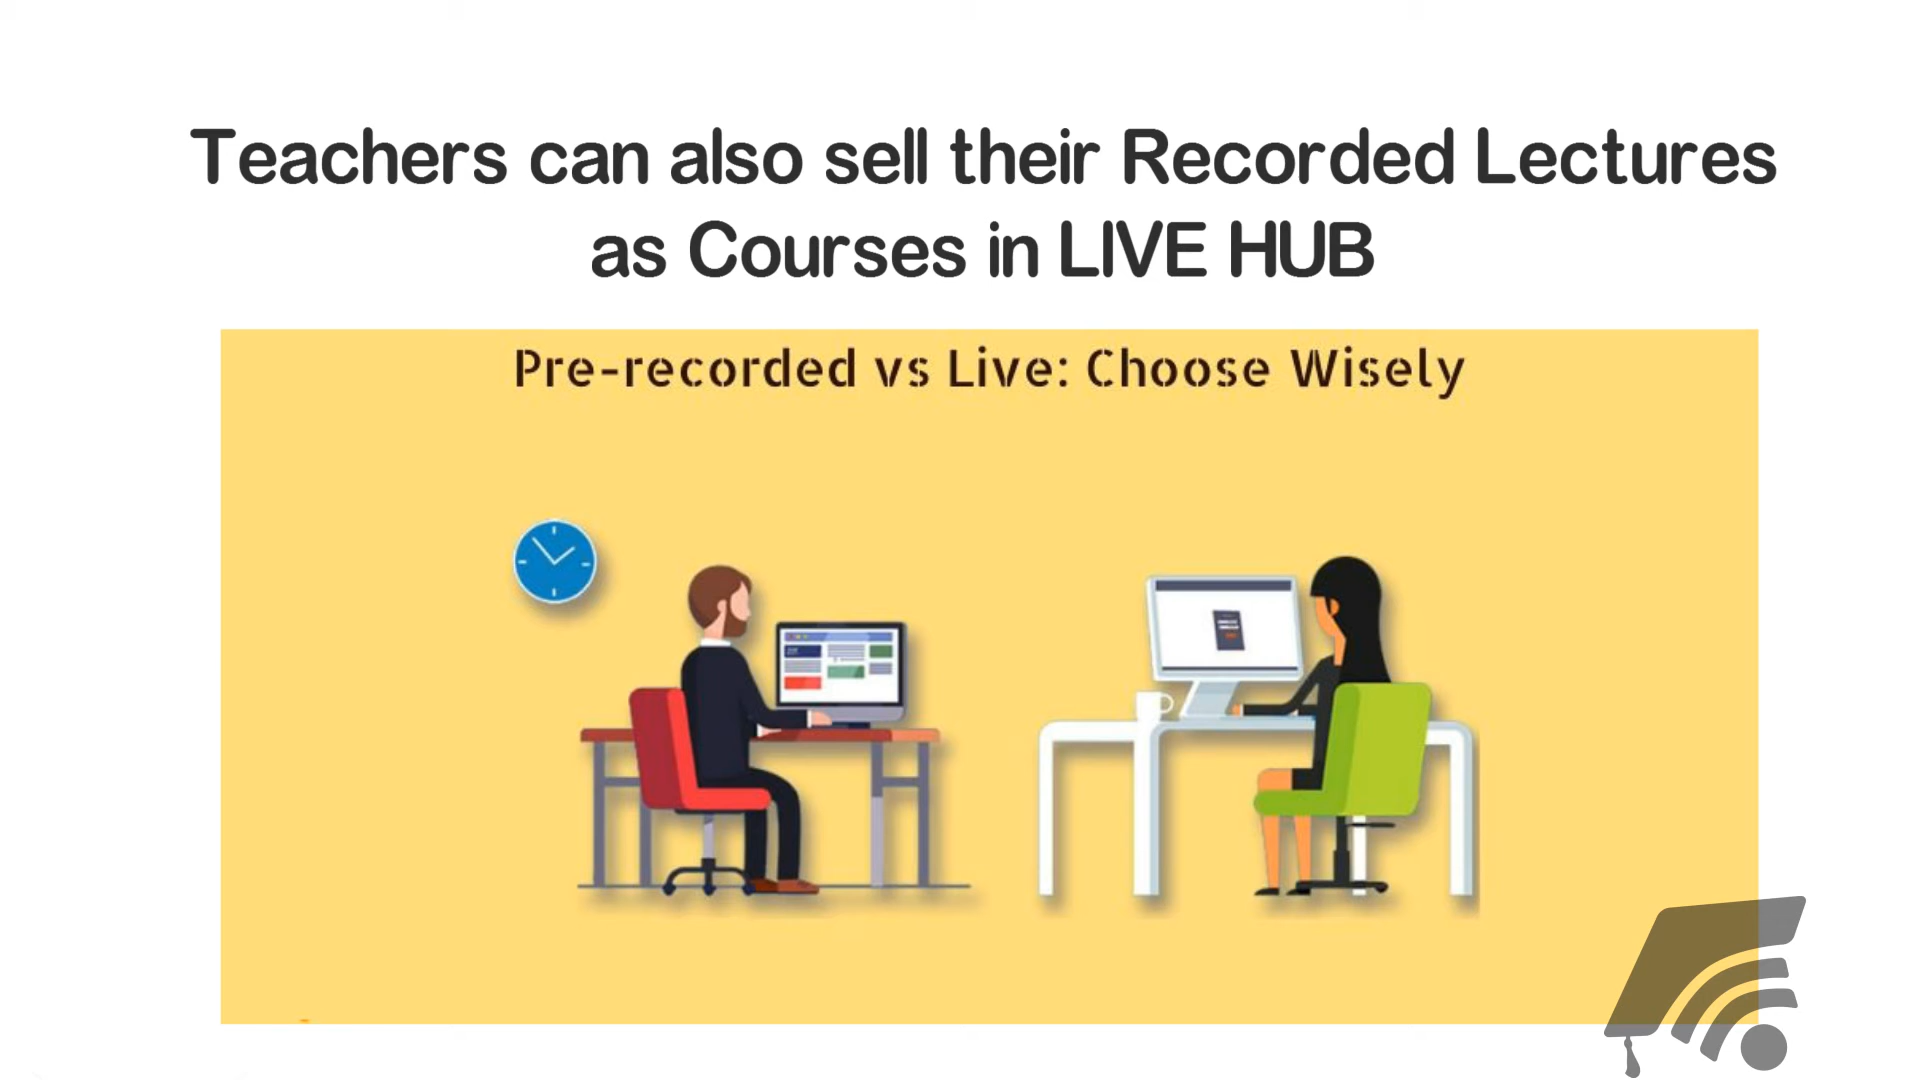 Teachers can also sell their Recorded Lectures
as Courses in LIVE HUB
Pre-recorded vs Live: Choose Wisely